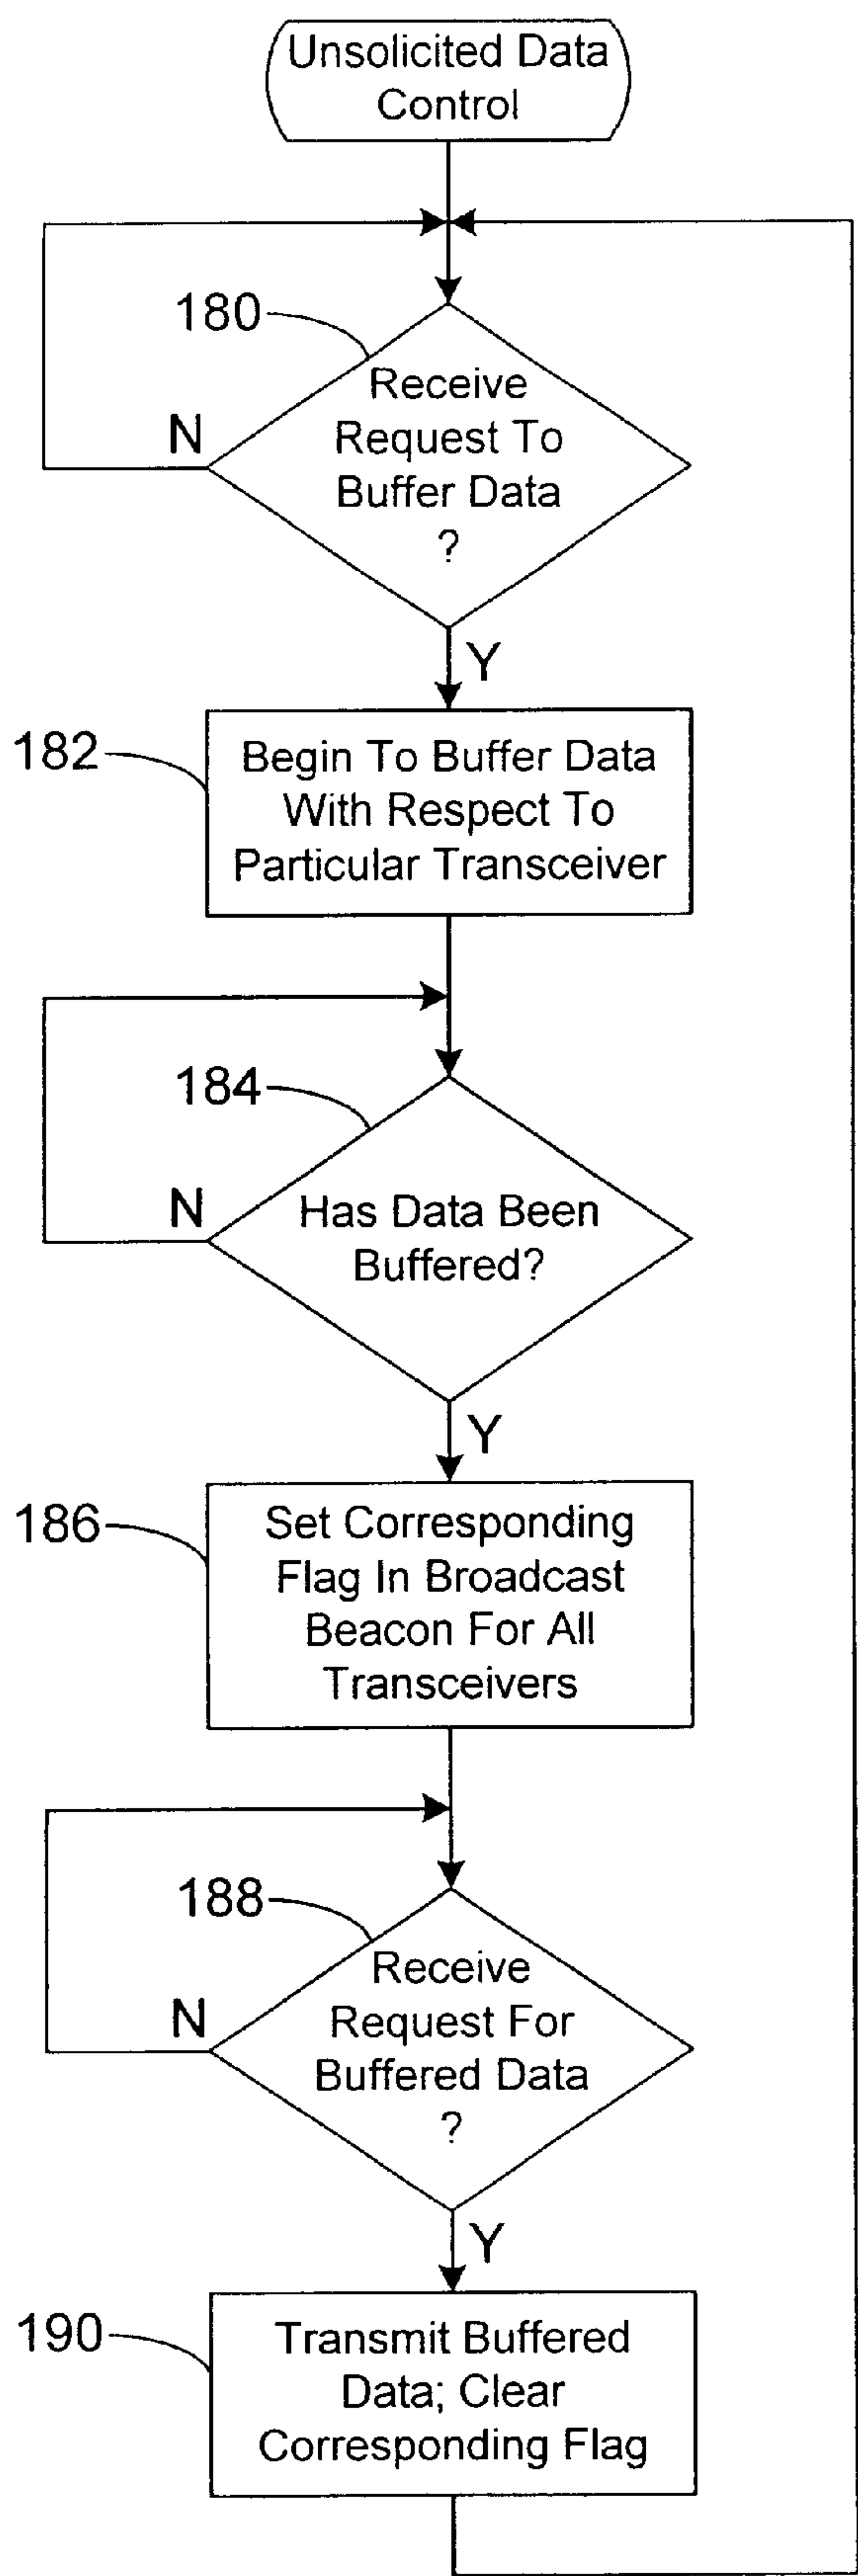 Unsolicited Data
Control
180
Receive
Request To
Buffer Data
?
N
Y
182
Begin To Buffer Data
With Respect To
Particular Transceiver
184
Has Data Been
Buffered?
N
Y
186
Set Corresponding
Flag In Broadcast
Beacon For All
Transceivers
188
Receive
Request For
Buffered Data
?
N
Y
190
Transmit Buffered
Data; Clear
Corresponding Flag